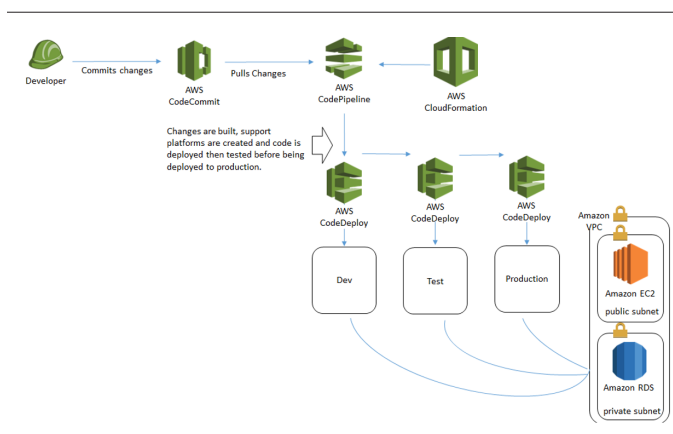 Developer
Commits changes
AWS
CodeCommit
Pulls Changes
AWS
CodePipeline
AWS
CloudFormation
Changes are built, support
platforms are created and code is
deployed then tested before being
deployed to production.
AWS
CodeDeploy
AWS
CodeDeploy
AWS
CodeDeploy
Dev
Test
Production
Amazon
VPC
Amazon EC2
public subnet
Amazon RDS
private subnet